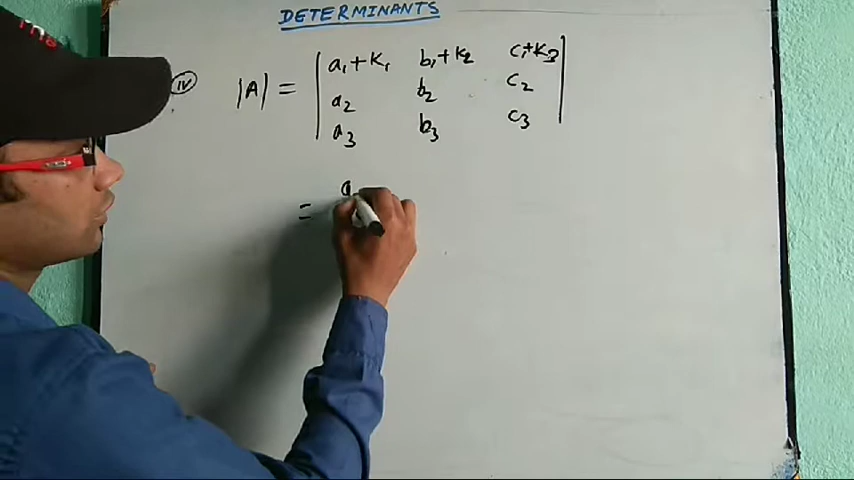 DETERMINANTS
(iv) |A| = | a₁+K₁ b₁+K₂ c₁+K₃ |
| a₂ b₂ c₂ |
| a₃ b₃ c₃ |
= a